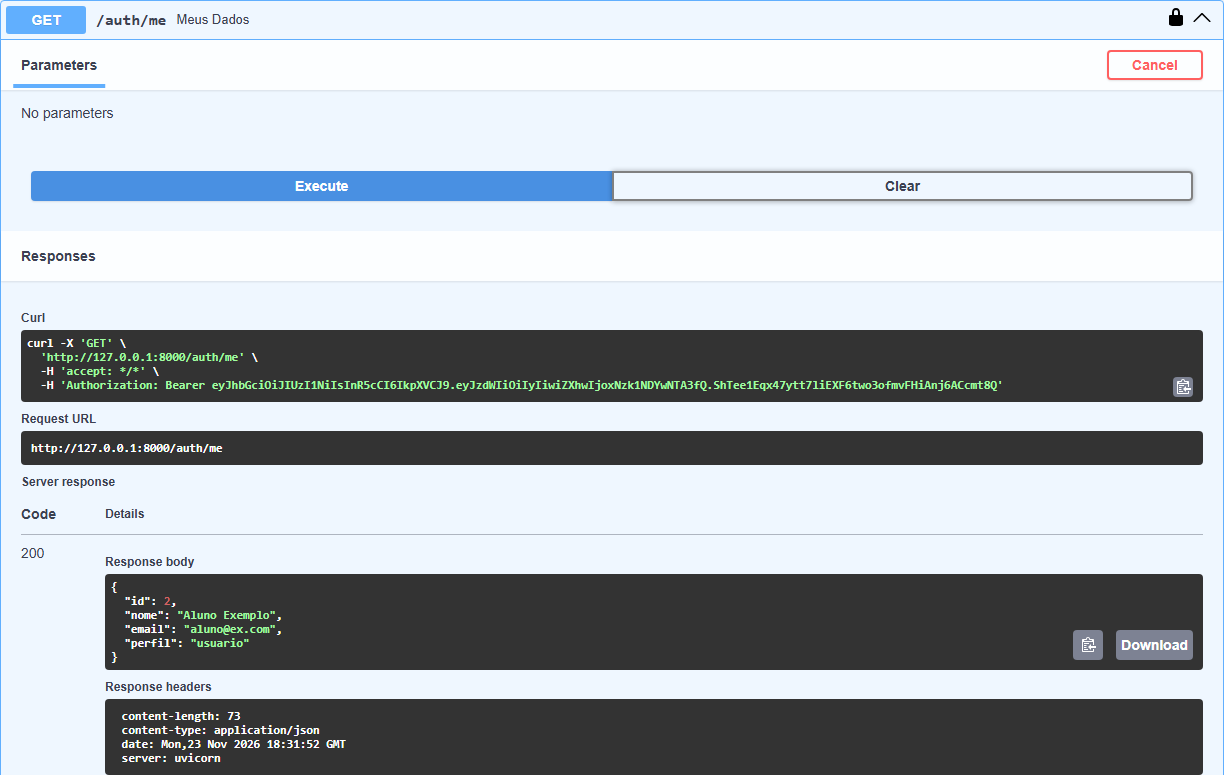 GET /auth/me Meus Dados
Parameters
Cancel
No parameters
Execute
Clear
Responses
Curl
curl -X 'GET' \
'http://127.0.0.1:8000/auth/me' \
-H 'accept: */*' \
-H 'Authorization: Bearer eyJhbGciOiJIUzI1NiIsInR5cCI6IkpXVCJ9.eyJzdWIiOiIyIiwiZXhwIjoxNzk1NDYwNTA3fQ.ShTee1Eqx47ytt7liEXF6two3ofmvFHiAnj6ACcmt8Q'
Request URL
http://127.0.0.1:8000/auth/me
Server response
Code Details
200
Response body
{
"id": 2,
"nome": "Aluno Exemplo",
"email": "aluno@ex.com",
"perfil": "usuario"
}
Download
Response headers
content-length: 73
content-type: application/json
date: Mon,23 Nov 2026 18:31:52 GMT
server: uvicorn